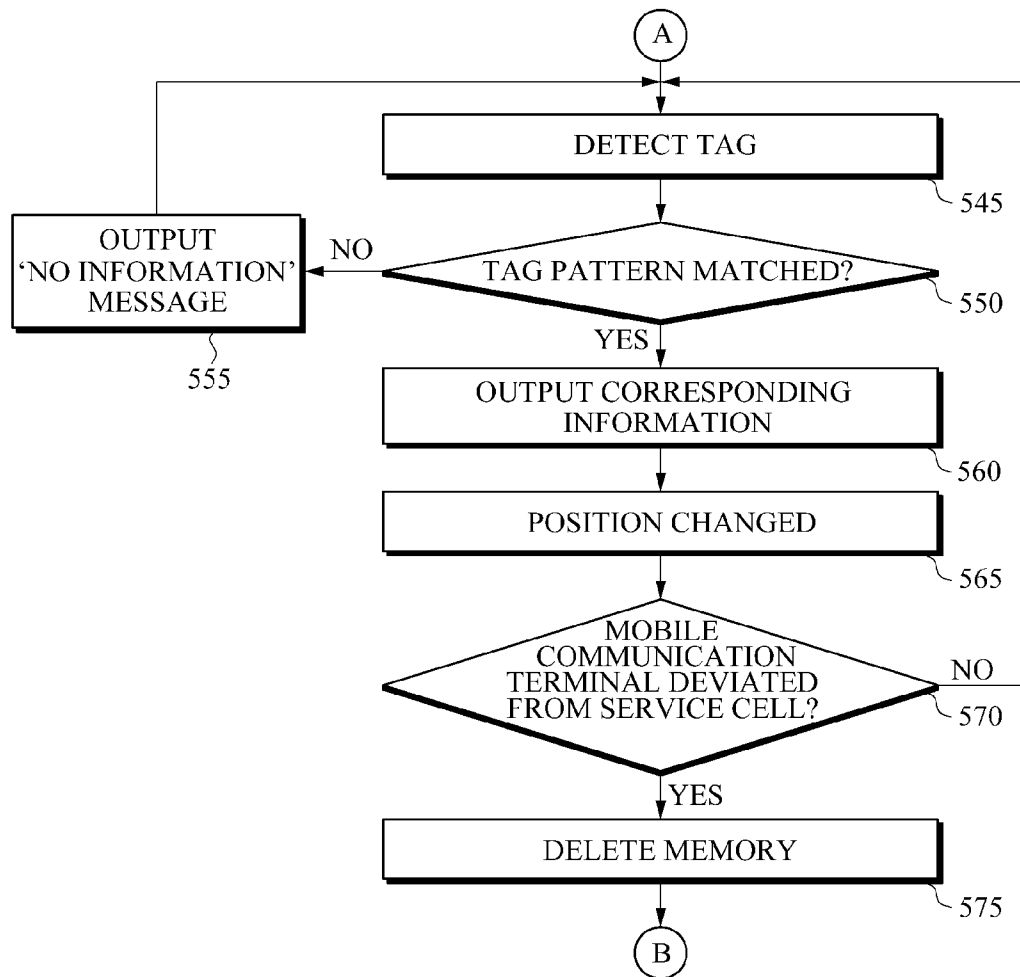 A
DETECT TAG
545
TAG PATTERN MATCHED?
550
NO
OUTPUT
‘NO INFORMATION’
MESSAGE
555
YES
OUTPUT CORRESPONDING
INFORMATION
560
POSITION CHANGED
565
MOBILE
COMMUNICATION
TERMINAL DEVIATED
FROM SERVICE CELL?
NO
570
YES
DELETE MEMORY
575
B